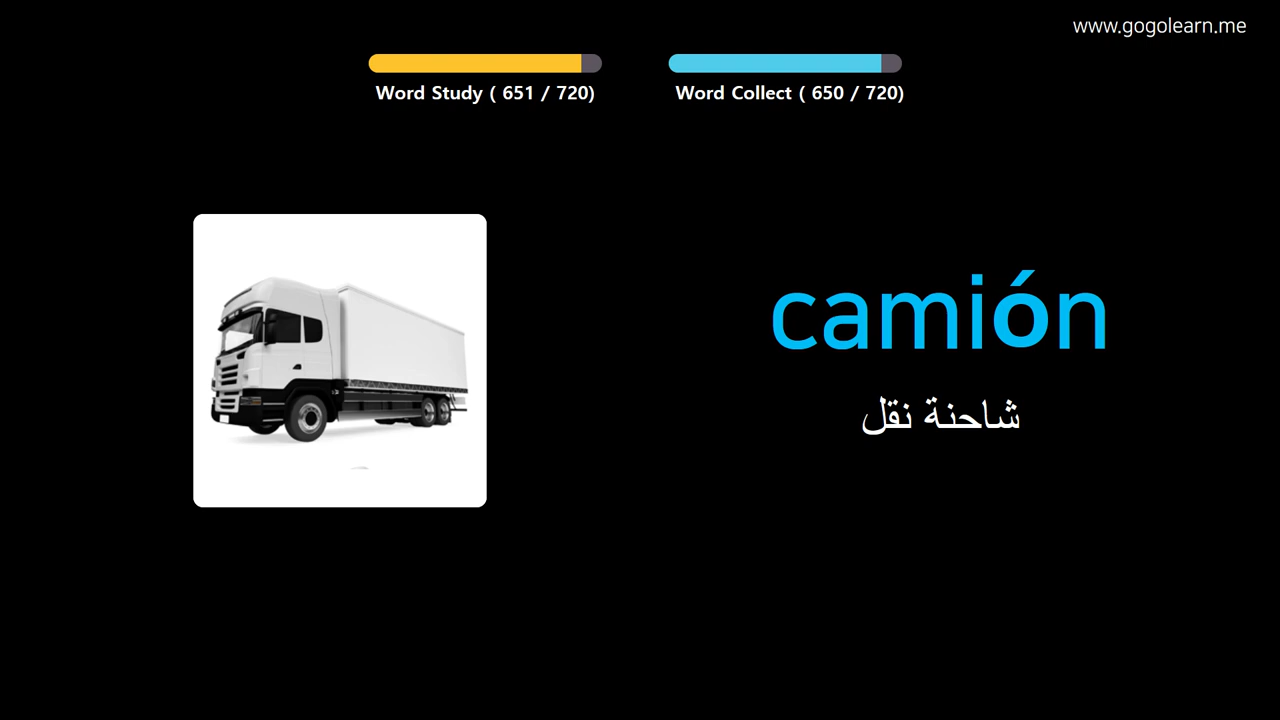 www.gogolearn.me
Word Study ( 651 / 720)
Word Collect ( 650 / 720)
camión
شاحنة نقل